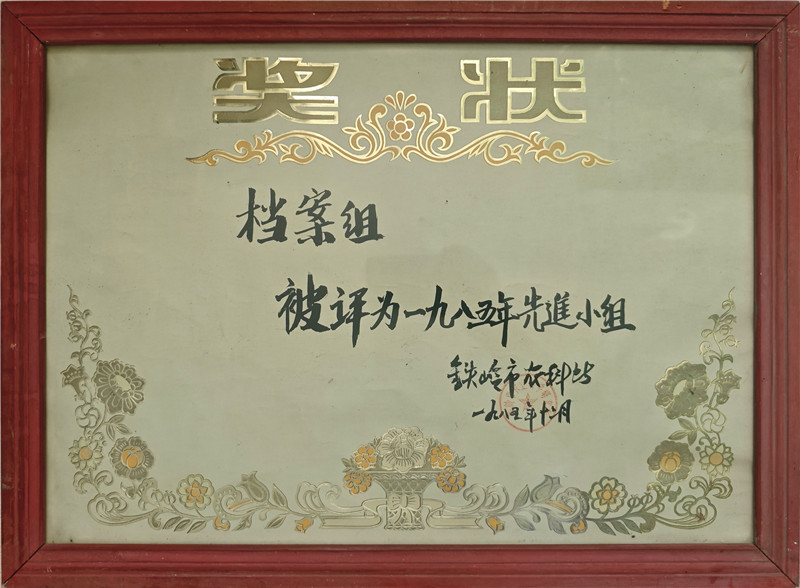 奖状
档案组
被评为一九八五年先進小组
铁岭市农科所
一九八五年十二月